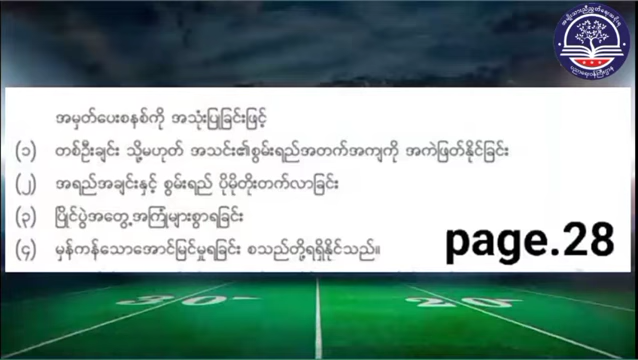 အမှတ်ပေးစနစ်ကို အသုံးပြုခြင်းဖြင့်
(၁) တစ်ဦးချင်း သို့မဟုတ် အသင်း၏စွမ်းရည်အတက်အကျကို အကဲဖြတ်နိုင်ခြင်း
(၂) အရည်အချင်းနှင့် စွမ်းရည် ပိုမိုတိုးတက်လာခြင်း
(၃) ပြိုင်ပွဲအတွေ့အကြုံများစွာရခြင်း
(၄) မှန်ကန်သောအောင်မြင်မှုရခြင်း စသည်တို့ရရှိနိုင်သည်။
page.28
30 20